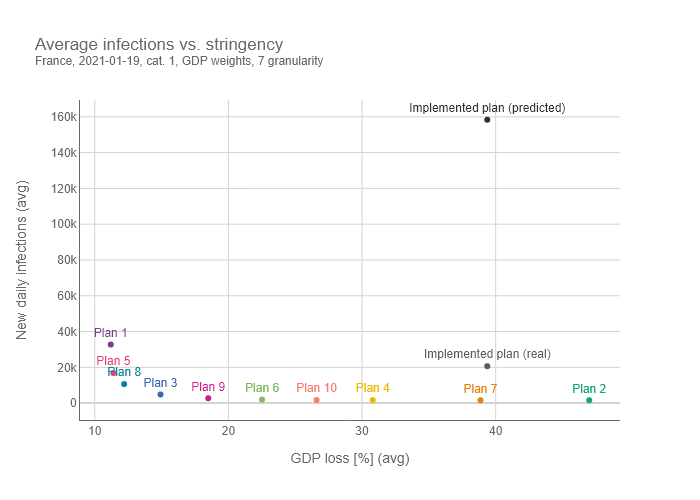 Average infections vs. stringency
France, 2021-01-19, cat. 1, GDP weights, 7 granularity
New daily infections (avg)
160k
140k
120k
100k
80k
60k
40k
20k
0
Implemented plan (predicted)
Plan 1
Plan 5
Plan 8
Plan 3
Plan 9
Plan 6
Plan 10
Plan 4
Implemented plan (real)
Plan 7
Plan 2
10
20
30
40
GDP loss [%] (avg)